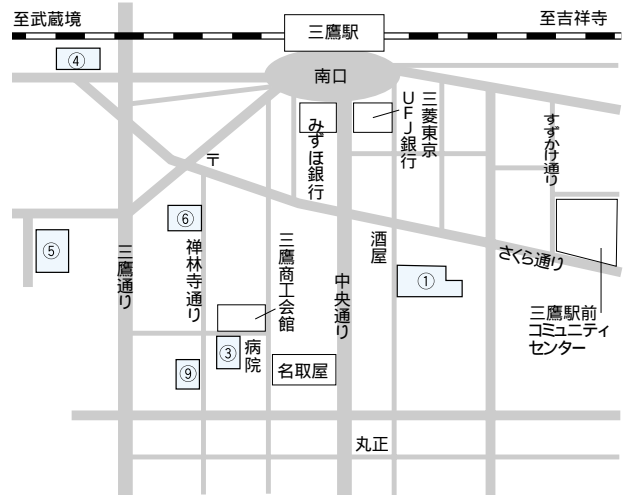 至武蔵境
三鷹駅
至吉祥寺
④
南口
みずほ銀行
三菱東京
UFJ銀行
すずかけ通り
〒
⑥
⑤
三鷹通り
禅林寺通り
三鷹商工会館
中央通り
酒屋
①
さくら通り
三鷹駅前
コミュニティ
センター
③
病院
⑨
名取屋
丸正